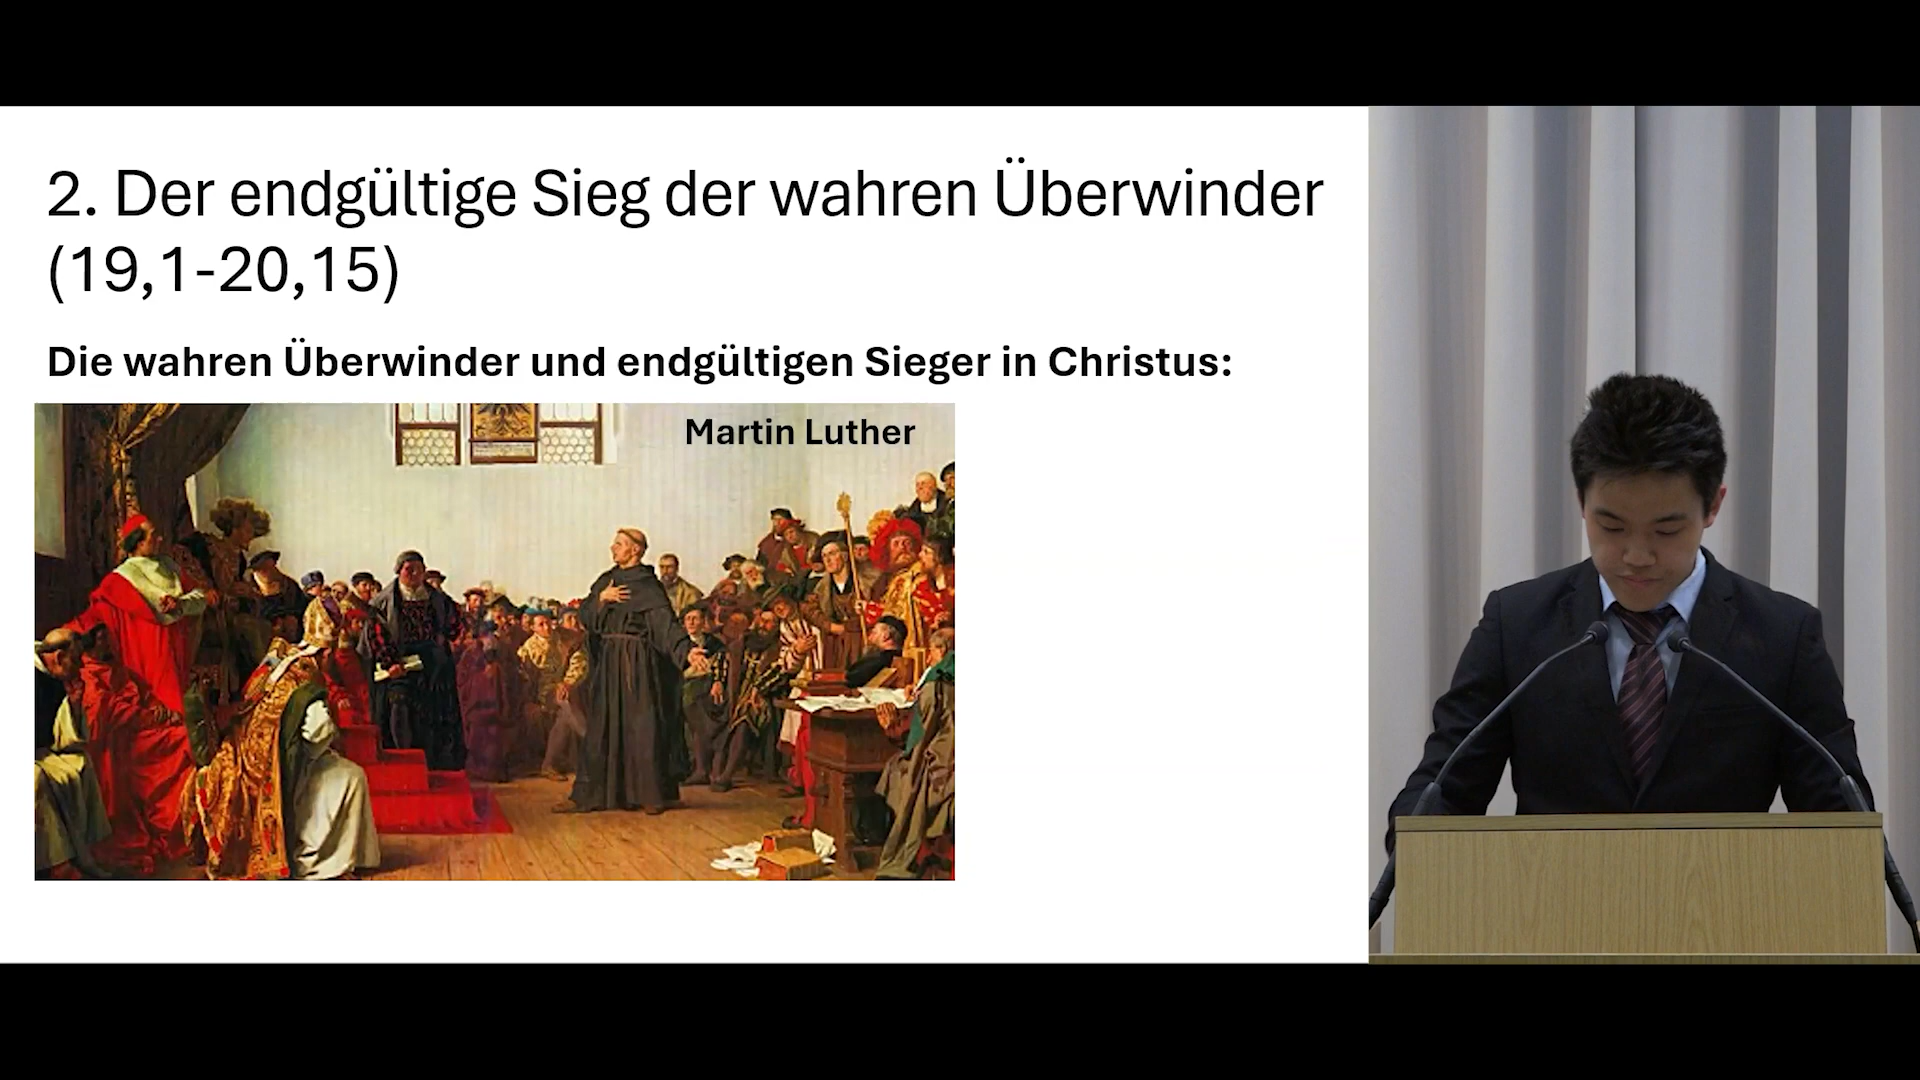 2. Der endgültige Sieg der wahren Überwinder
(19,1-20,15)
Die wahren Überwinder und endgültigen Sieger in Christus:
Martin Luther